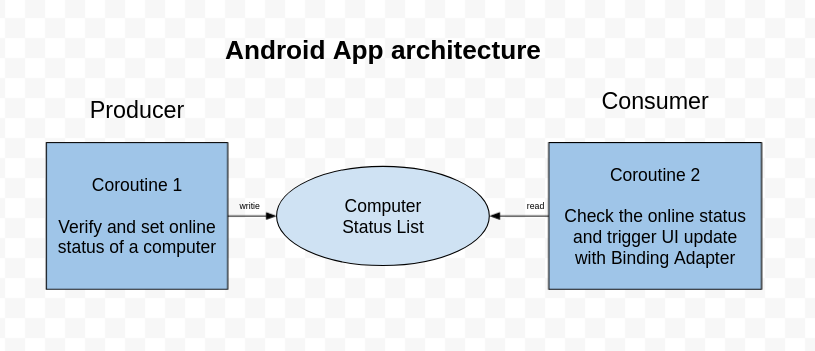 Android App architecture
Producer
Consumer
Coroutine 1
Verify and set online
status of a computer
writie
Computer
Status List
read
Coroutine 2
Check the online status
and trigger UI update
with Binding Adapter